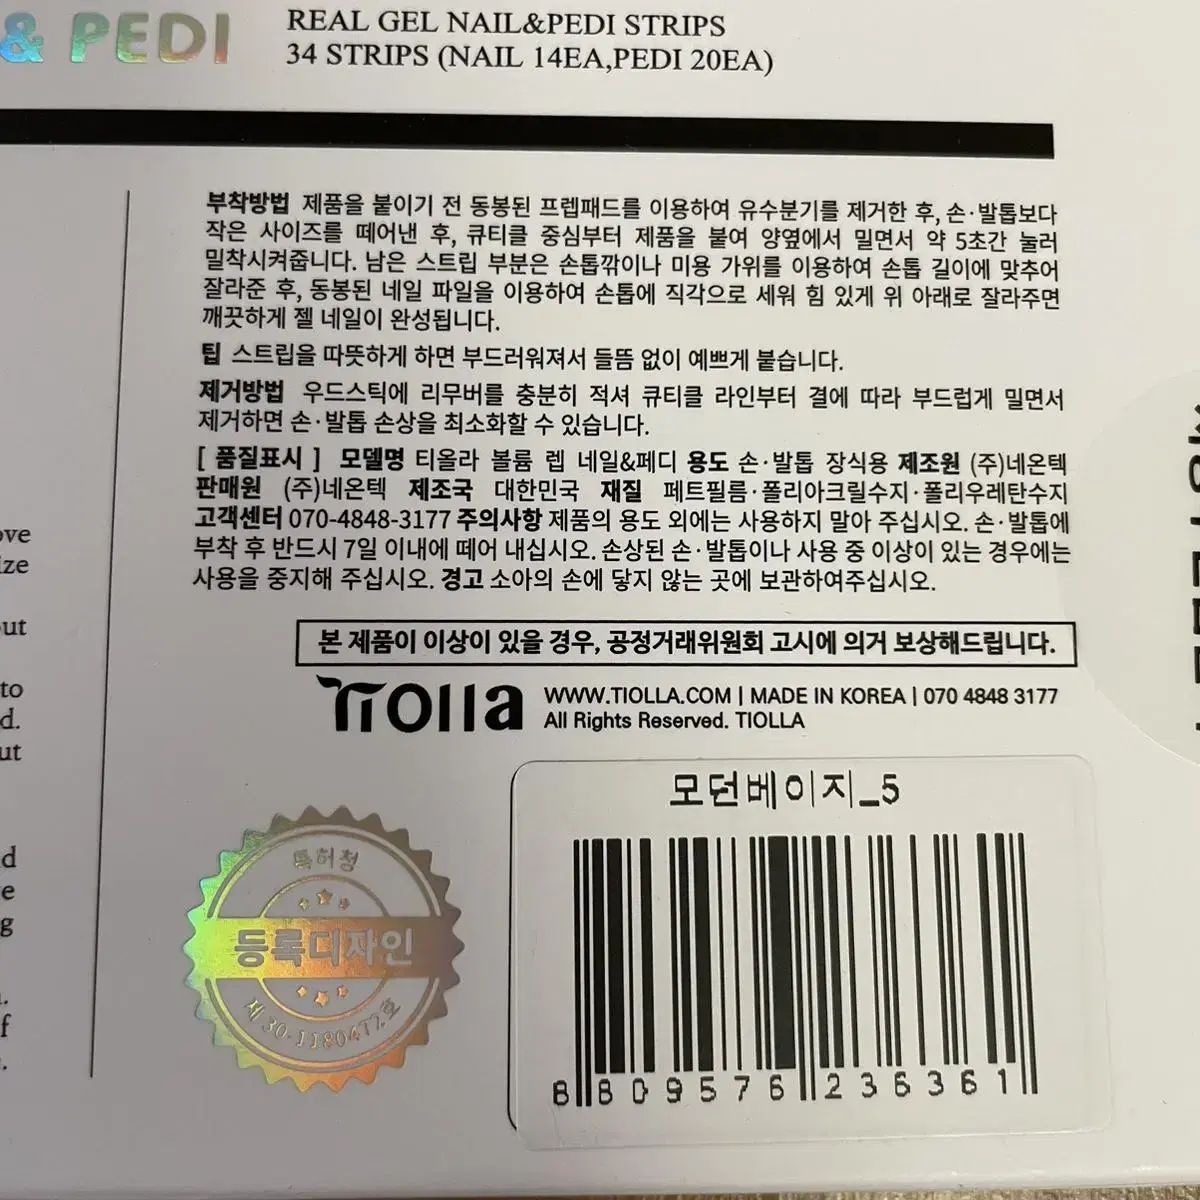 & PEDI
REAL GEL NAIL&PEDI STRIPS
34 STRIPS (NAIL 14EA,PEDI 20EA)
부착방법 제품을 붙이기 전 동봉된 프렙패드를 이용하여 유수분기를 제거한 후, 손·발톱보다
작은 사이즈를 떼어낸 후, 큐티클 중심부터 제품을 붙여 양옆에서 밀면서 약 5초간 눌러
밀착시켜줍니다. 남은 스트립 부분은 손톱깎이나 미용 가위를 이용하여 손톱 길이에 맞추어
잘라준 후, 동봉된 네일 파일을 이용하여 손톱에 직각으로 세워 힘 있게 위 아래로 잘라주면
깨끗하게 젤 네일이 완성됩니다.
팁 스트립을 따뜻하게 하면 부드러워져서 들뜸 없이 예쁘게 붙습니다.
제거방법 우드스틱에 리무버를 충분히 적셔 큐티클 라인부터 결에 따라 부드럽게 밀면서
제거하면 손·발톱 손상을 최소화할 수 있습니다.
[ 품질표시 ] 모델명 티올라 볼륨 렙 네일&페디 용도 손·발톱 장식용 제조원 (주)네온텍
판매원 (주)네온텍 제조국 대한민국 재질 페트필름·폴리아크릴수지·폴리우레탄수지
고객센터 070-4848-3177 주의사항 제품의 용도 외에는 사용하지 말아 주십시오. 손·발톱에
부착 후 반드시 7일 이내에 떼어 내십시오. 손상된 손·발톱이나 사용 중 이상이 있는 경우에는
사용을 중지해 주십시오. 경고 소아의 손에 닿지 않는 곳에 보관하여주십시오.
본 제품이 이상이 있을 경우, 공정거래위원회 고시에 의거 보상해드립니다.
Tiolla
WWW.TIOLLA.COM | MADE IN KOREA | 070 4848 3177
All Rights Reserved. TIOLLA
특허청
등록디자인
제 30-1180472호
모던베이지_5
8 809576 236361